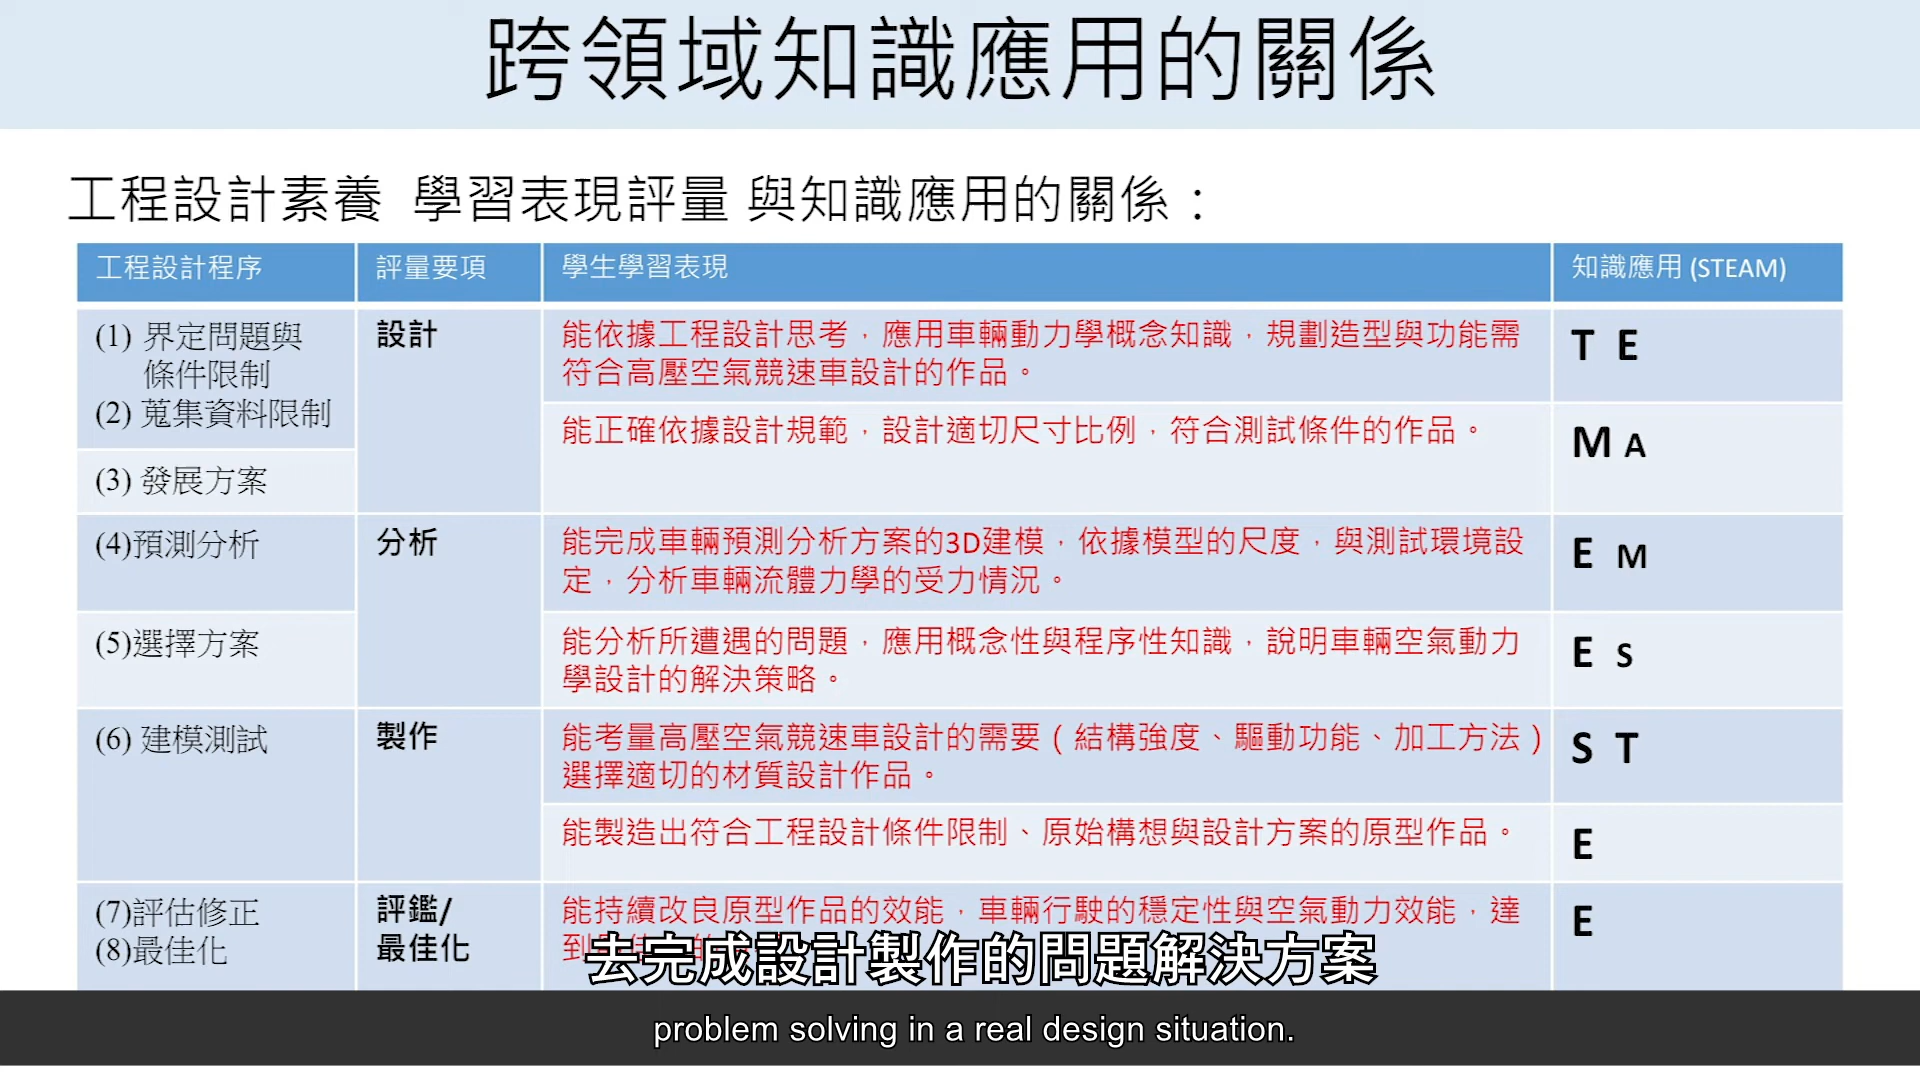 跨領域知識應用的關係
工程設計素養 學習表現評量 與知識應用的關係：
工程設計程序 評量要項 學生學習表現 知識應用 (STEAM)
(1) 界定問題與
條件限制
(2) 蒐集資料限制
(3) 發展方案
設計
能依據工程設計思考，應用車輛動力學概念知識，規劃造型與功能需
符合高壓空氣競速車設計的作品。
T E
能正確依據設計規範，設計適切尺寸比例，符合測試條件的作品。
M A
(4)預測分析
分析
能完成車輛預測分析方案的3D建模，依據模型的尺度，與測試環境設
定，分析車輛流體力學的受力情況。
E M
(5)選擇方案
能分析所遭遇的問題，應用概念性與程序性知識，說明車輛空氣動力
學設計的解決策略。
E S
(6) 建模測試
製作
能考量高壓空氣競速車設計的需要（結構強度、驅動功能、加工方法）
選擇適切的材質設計作品。
S T
能製造出符合工程設計條件限制、原始構想與設計方案的原型作品。
E
(7)評估修正
(8)最佳化
評鑑/
最佳化
能持續改良原型作品的效能，車輛行駛的穩定性與空氣動力效能，達
到
E
去完成設計製作的問題解決方案
problem solving in a real design situation.